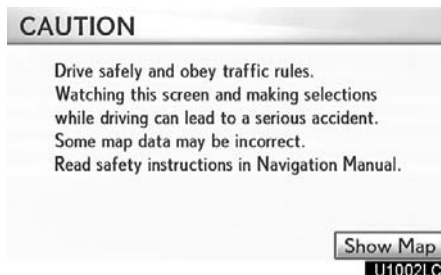 CAUTION
Drive safely and obey traffic rules.
Watching this screen and making selections
while driving can lead to a serious accident.
Some map data may be incorrect.
Read safety instructions in Navigation Manual.
Show Map
U1002LC